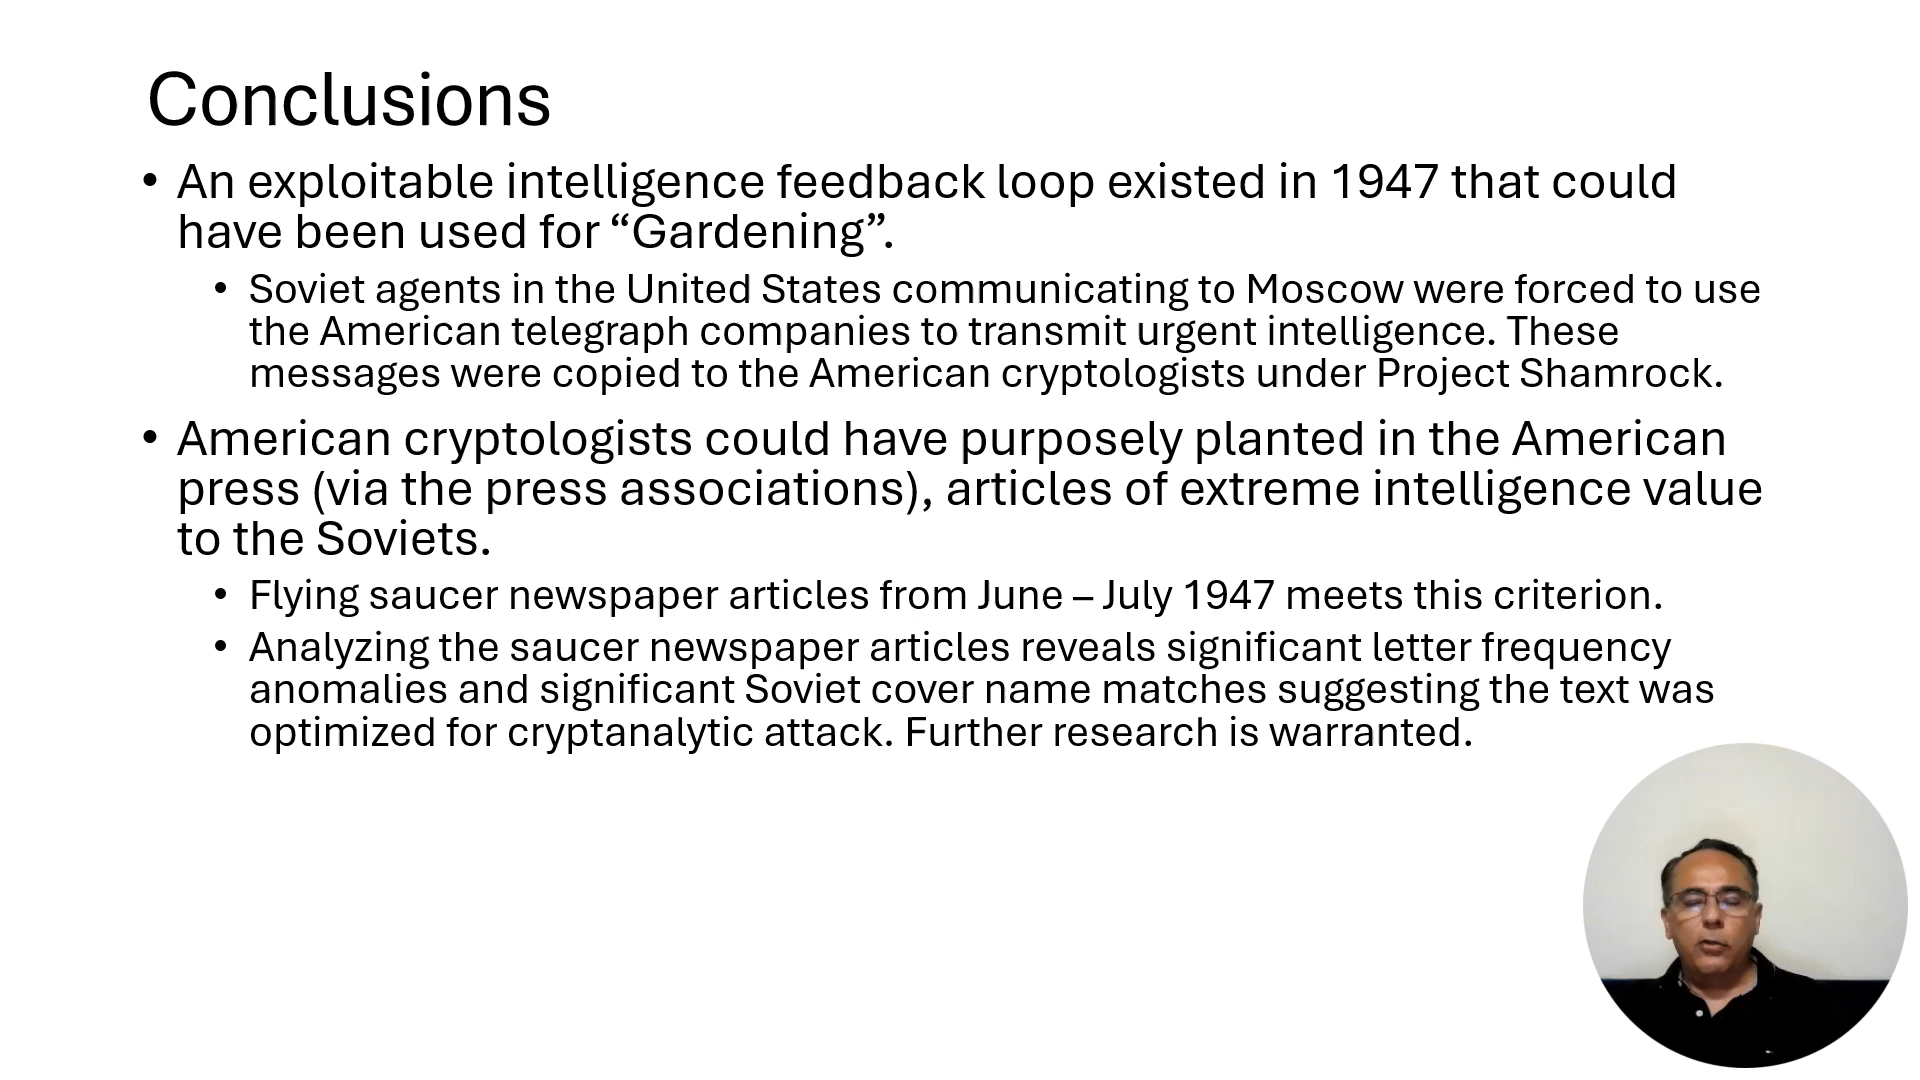 Conclusions
• An exploitable intelligence feedback loop existed in 1947 that could
have been used for “Gardening”.
• Soviet agents in the United States communicating to Moscow were forced to use
the American telegraph companies to transmit urgent intelligence. These
messages were copied to the American cryptologists under Project Shamrock.
• American cryptologists could have purposely planted in the American
press (via the press associations), articles of extreme intelligence value
to the Soviets.
• Flying saucer newspaper articles from June – July 1947 meets this criterion.
• Analyzing the saucer newspaper articles reveals significant letter frequency
anomalies and significant Soviet cover name matches suggesting the text was
optimized for cryptanalytic attack. Further research is warranted.